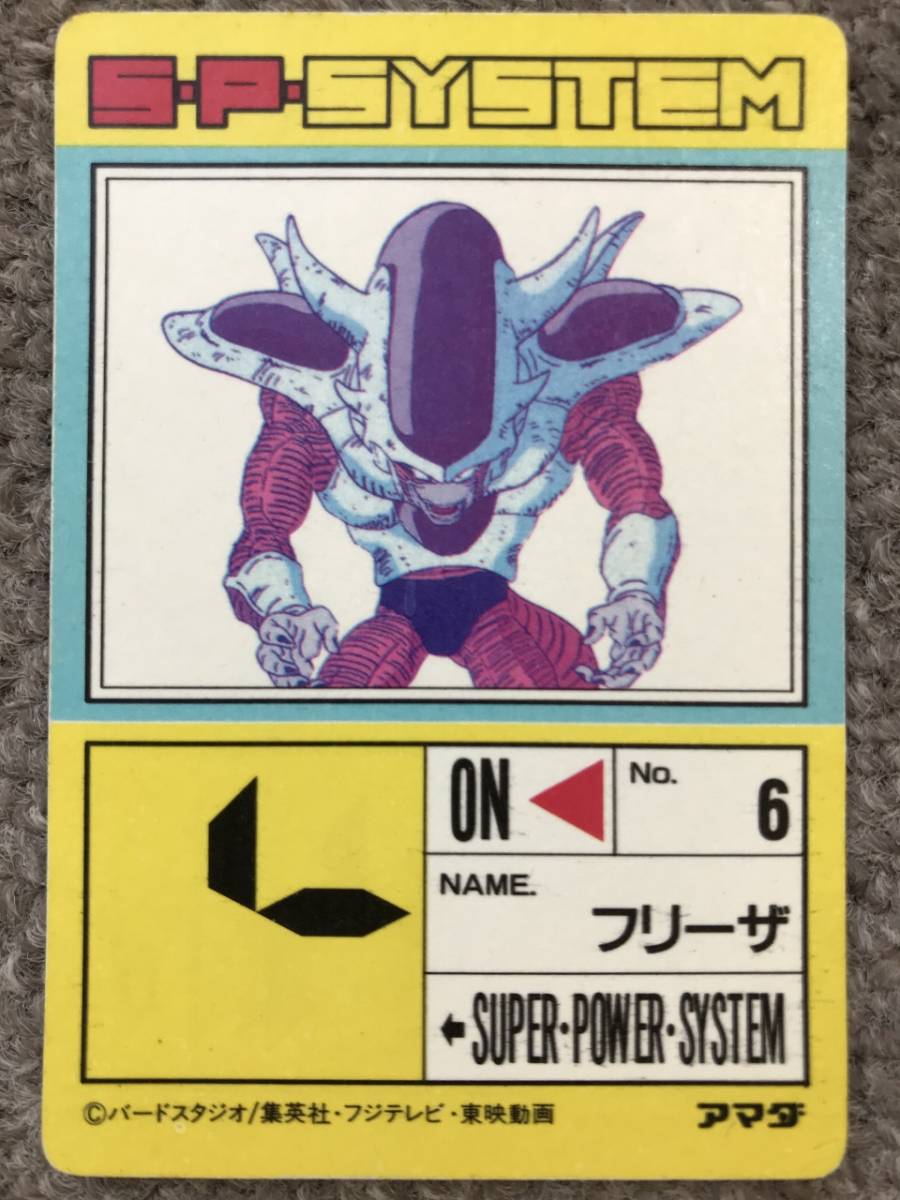 S·P·SYSTEM
ON
No. 6
NAME.
フリーザ
SUPER·POWER·SYSTEM
©バードスタジオ/集英社・フジテレビ・東映動画
アマダ